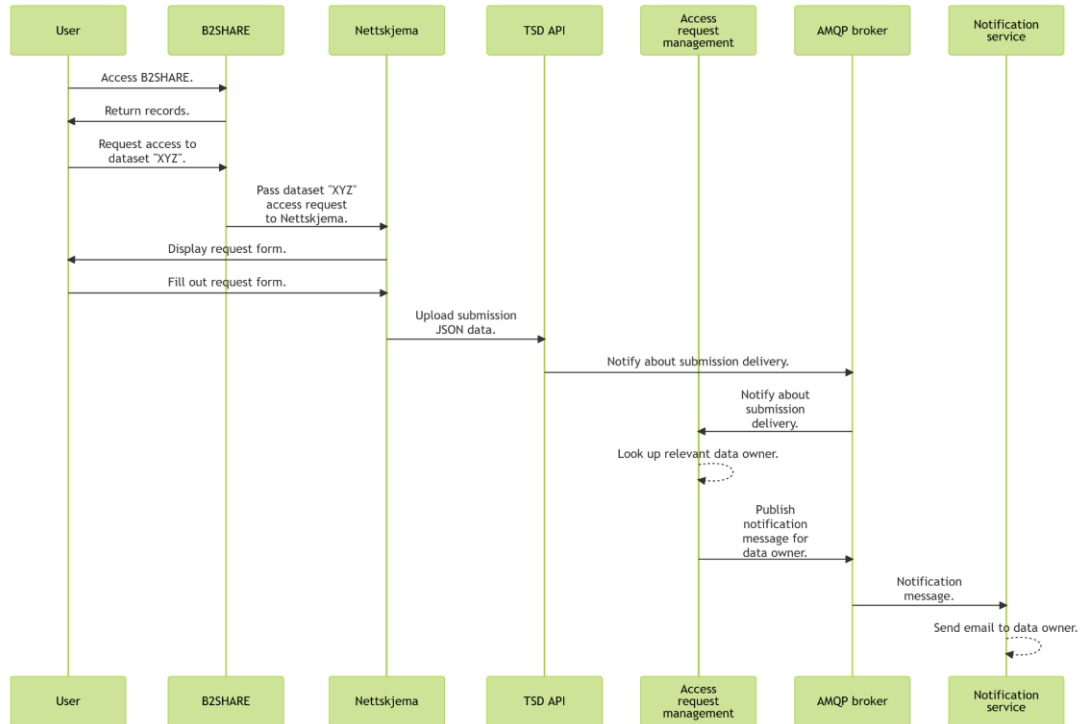 User
B2SHARE
Nettskjema
TSD API
Access
request
management
AMQP broker
Notification
service
Access B2SHARE.
Return records.
Request access to
dataset "XYZ".
Pass dataset "XYZ"
access request
to Nettskjema.
Display request form.
Fill out request form.
Upload submission
JSON data.
Notify about submission delivery.
Notify about
submission
delivery.
Look up relevant data owner.
Publish
notification
message for
data owner.
Notification
message.
Send email to data owner.
User
B2SHARE
Nettskjema
TSD API
Access
request
management
AMQP broker
Notification
service